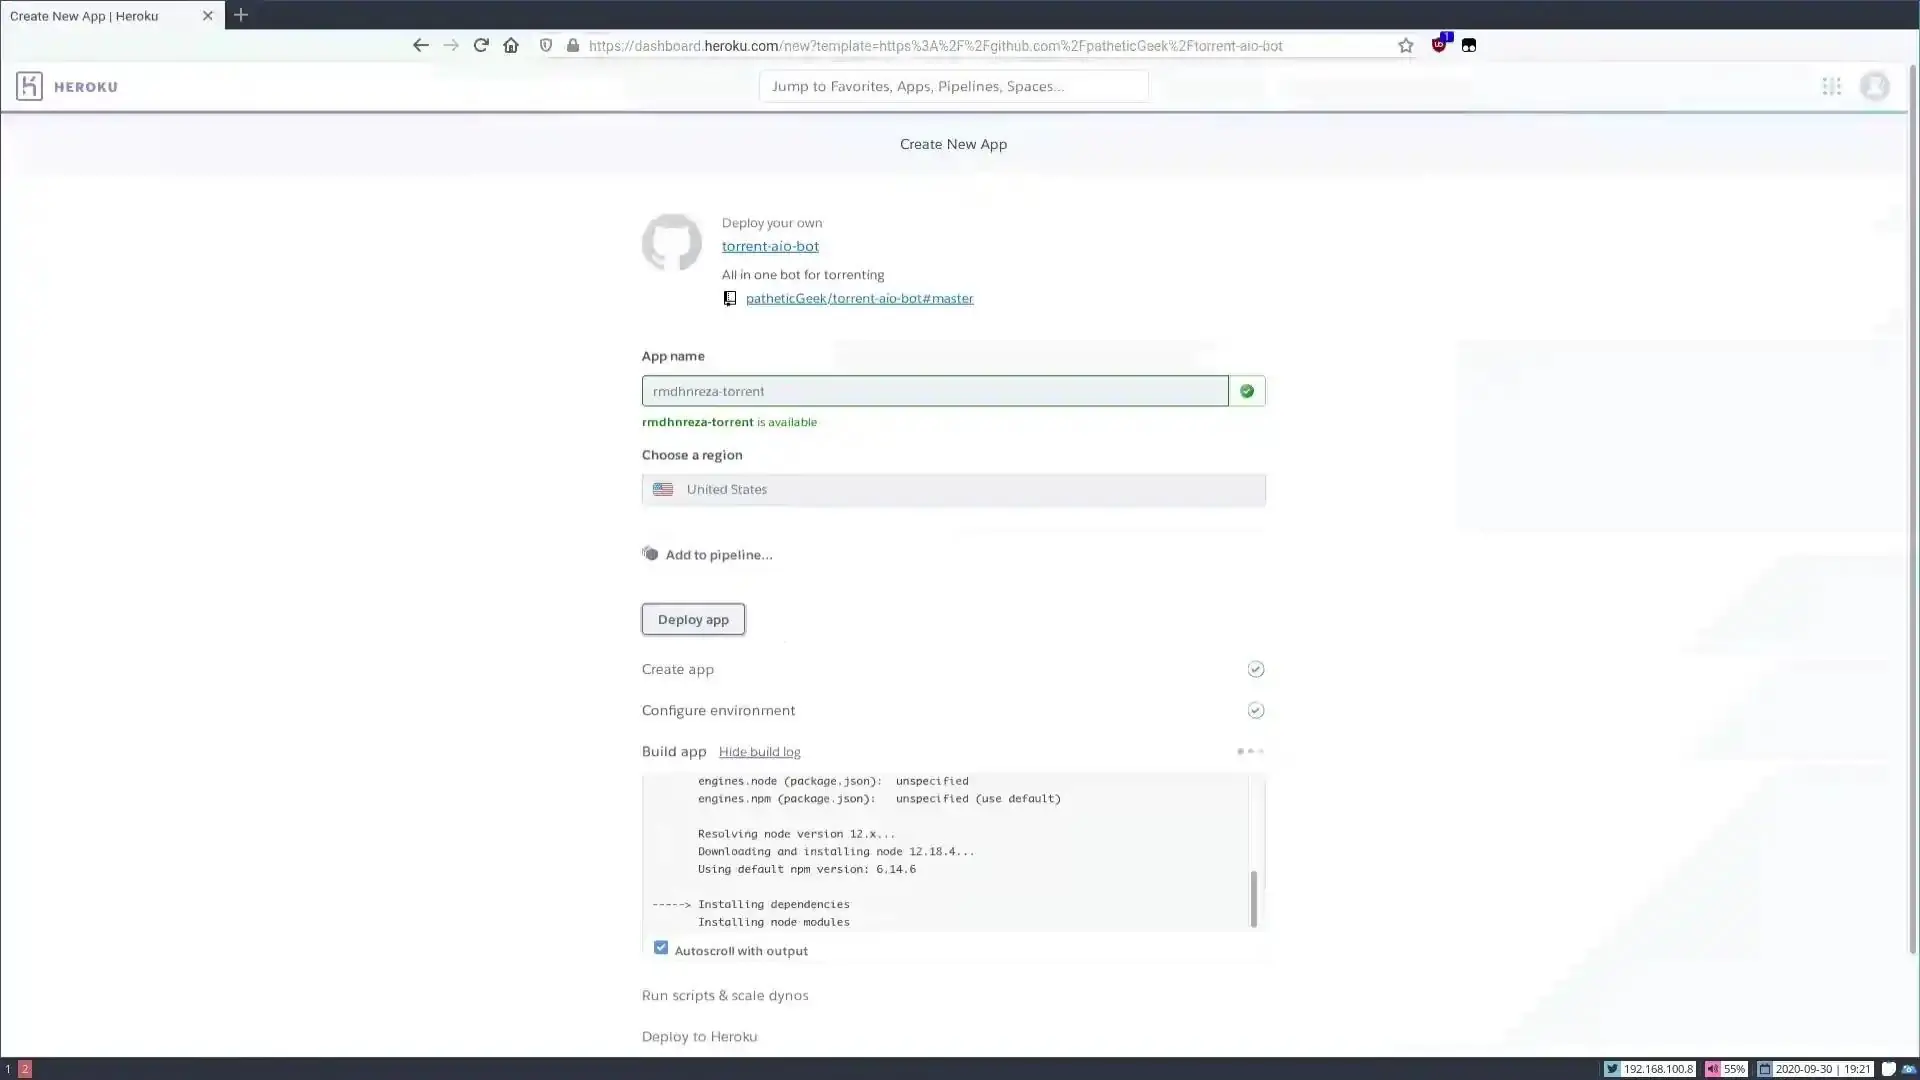 Create New App | Heroku
https://dashboard.heroku.com/new?template=https%3A%2F%2Fgithub.com%2FpatheticGeek%2Ftorrent-aio-bot
1
HEROKU
Jump to Favorites, Apps, Pipelines, Spaces...
Create New App
Deploy your own
torrent-aio-bot
All in one bot for torrenting
patheticGeek/torrent-aio-bot#master
App name
rmdhnreza-torrent
rmdhnreza-torrent is available
Choose a region
United States
Add to pipeline...
Deploy app
Create app
Configure environment
Build app Hide build log
engines.node (package.json): unspecified
engines.npm (package.json): unspecified (use default)
Resolving node version 12.x...
Downloading and installing node 12.18.4...
Using default npm version: 6.14.6
-----> Installing dependencies
Installing node modules
Autoscroll with output
Run scripts & scale dynos
Deploy to Heroku
1 2 192.168.100.8 55% 2020-09-30 | 19:21